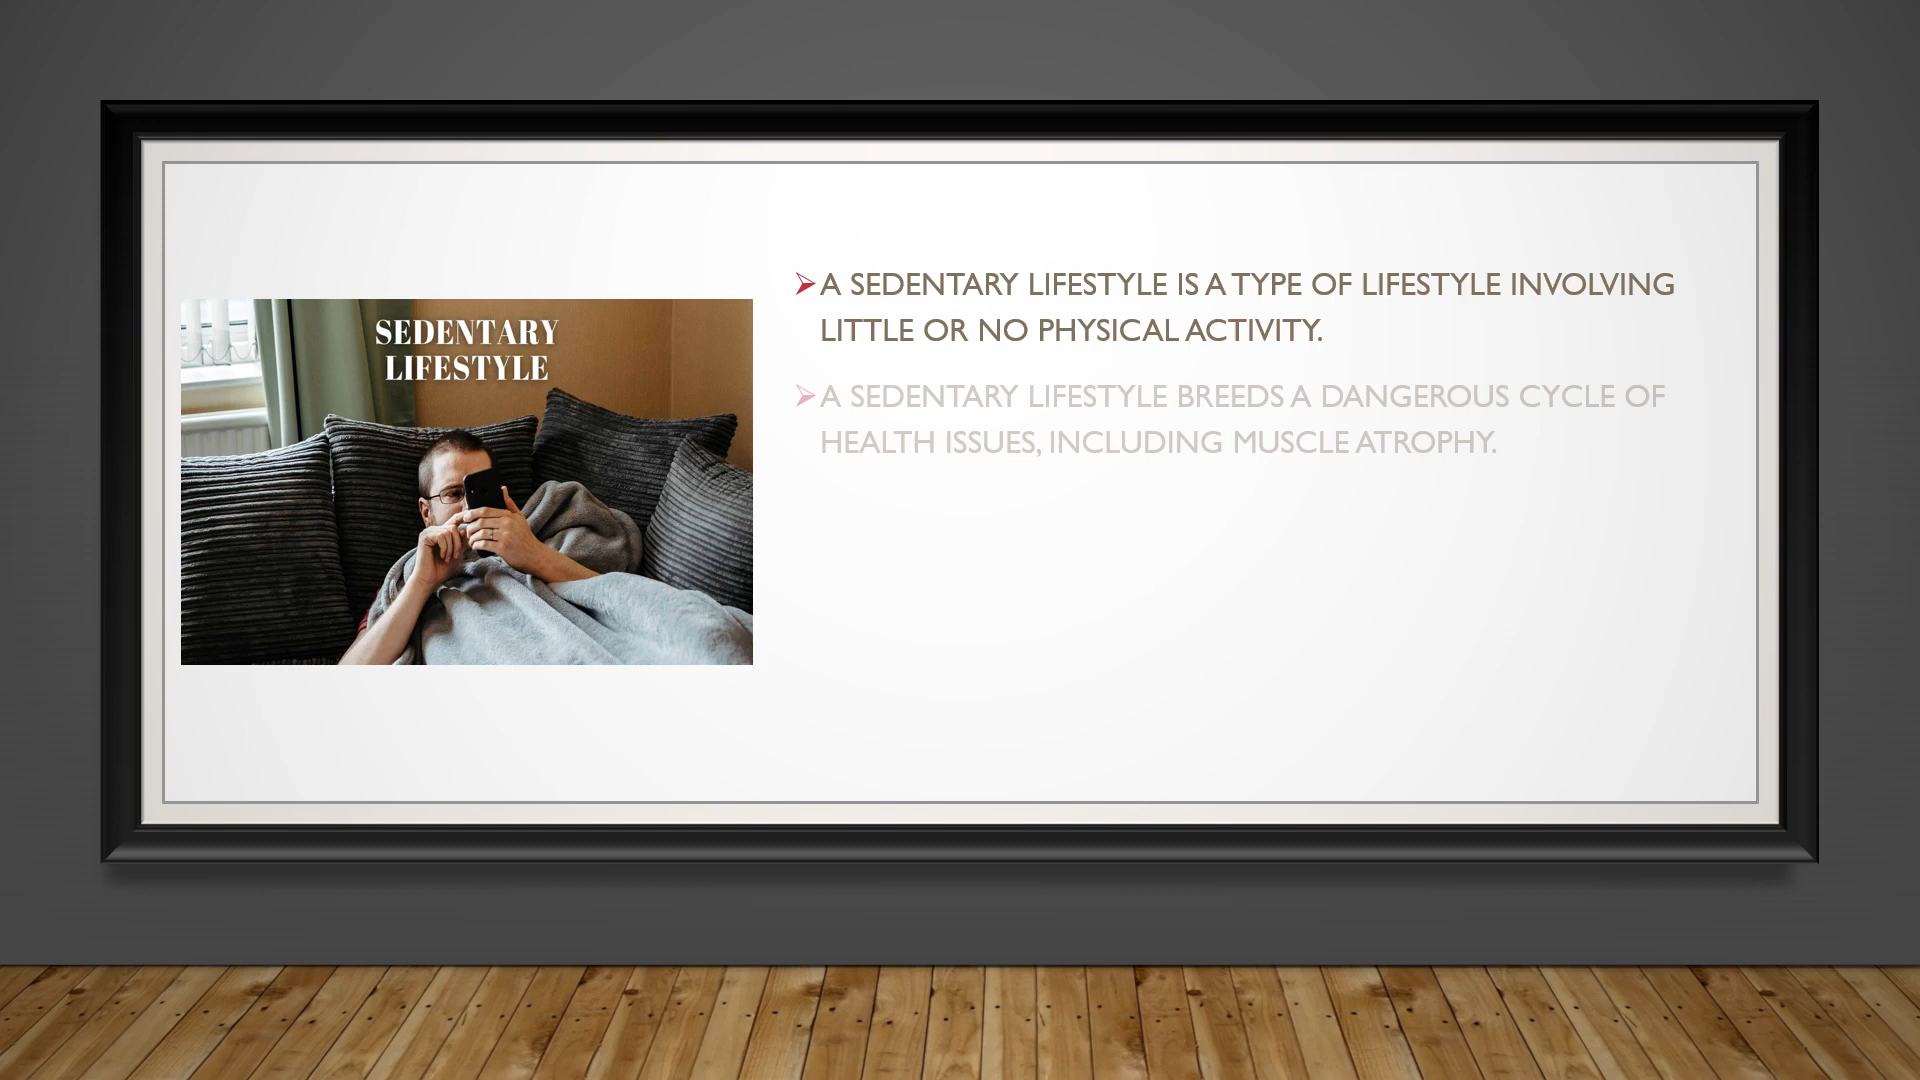 SEDENTARY
LIFESTYLE
A SEDENTARY LIFESTYLE IS A TYPE OF LIFESTYLE INVOLVING
LITTLE OR NO PHYSICAL ACTIVITY.
A SEDENTARY LIFESTYLE BREEDS A DANGEROUS CYCLE OF
HEALTH ISSUES, INCLUDING MUSCLE ATROPHY.